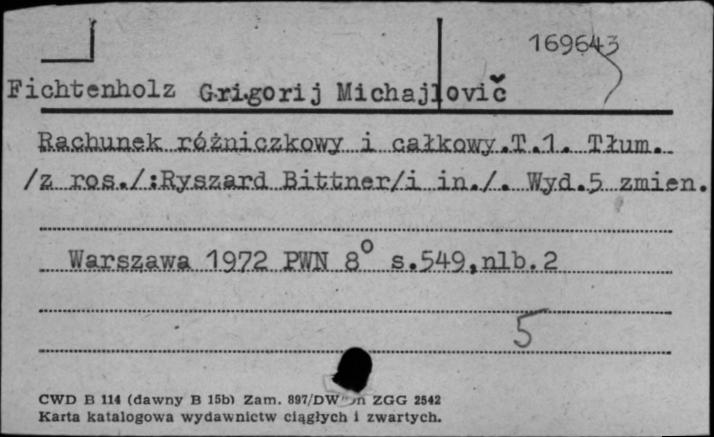 169643
Fichtenholz Grigorij Michajlovič
Rachunek różniczkowy i całkowy.T.1. Tłum.
/z ros./:Ryszard Bittner/i in./. Wyd.5 zmien.
Warszawa 1972 PWN 8° s.549,nlb.2
5
CWD B 114 (dawny B 15b) Zam. 897/DW ZGG 2542
Karta katalogowa wydawnictw ciągłych i zwartych.